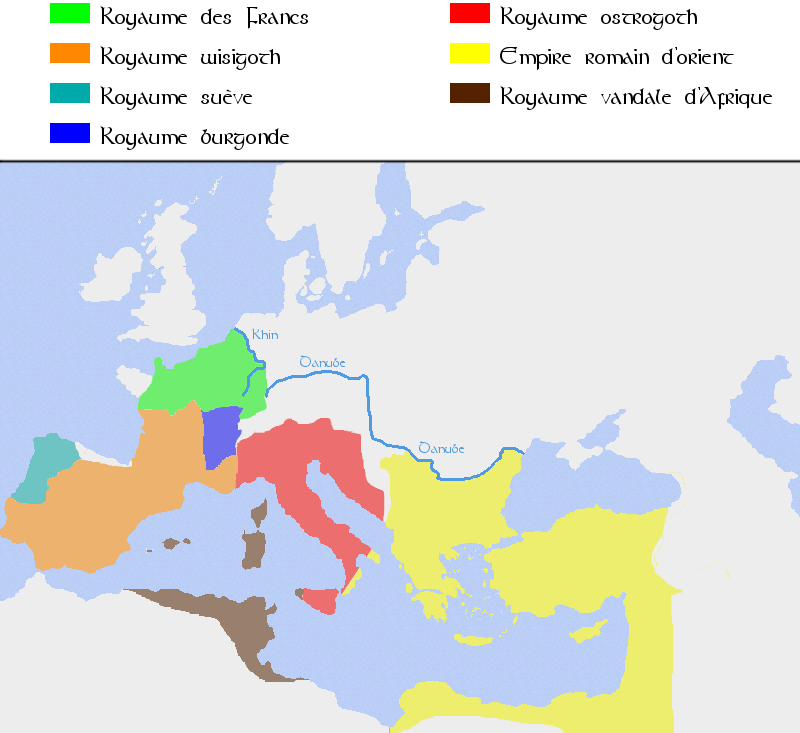 Royaume des Francs
Royaume wisigoth
Royaume suève
Royaume burgonde
Royaume ostrogoth
Empire romain d'orient
Royaume vandale d'Afrique
Rhin
Danube
Danube